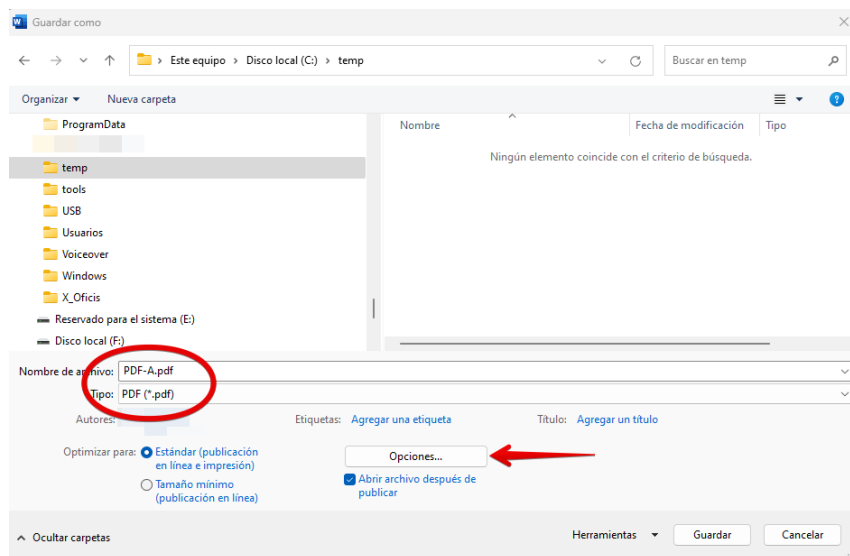 Guardar como
Este equipo > Disco local (C:) > temp
Buscar en temp
Organizar
Nueva carpeta
ProgramData
Nombre
Fecha de modificación
Tipo
Ningún elemento coincide con el criterio de búsqueda.
temp
tools
USB
Usuarios
Voiceover
Windows
X_Oficis
Reservado para el sistema (E:)
Disco local (F:)
Nombre de archivo: PDF-A.pdf
Tipo: PDF (*.pdf)
Autores:
Etiquetas: Agregar una etiqueta
Título: Agregar un título
Optimizar para:
Estándar (publicación
en línea e impresión)
Tamaño mínimo
(publicación en línea)
Opciones...
Abrir archivo después de
publicar
Ocultar carpetas
Herramientas
Guardar
Cancelar